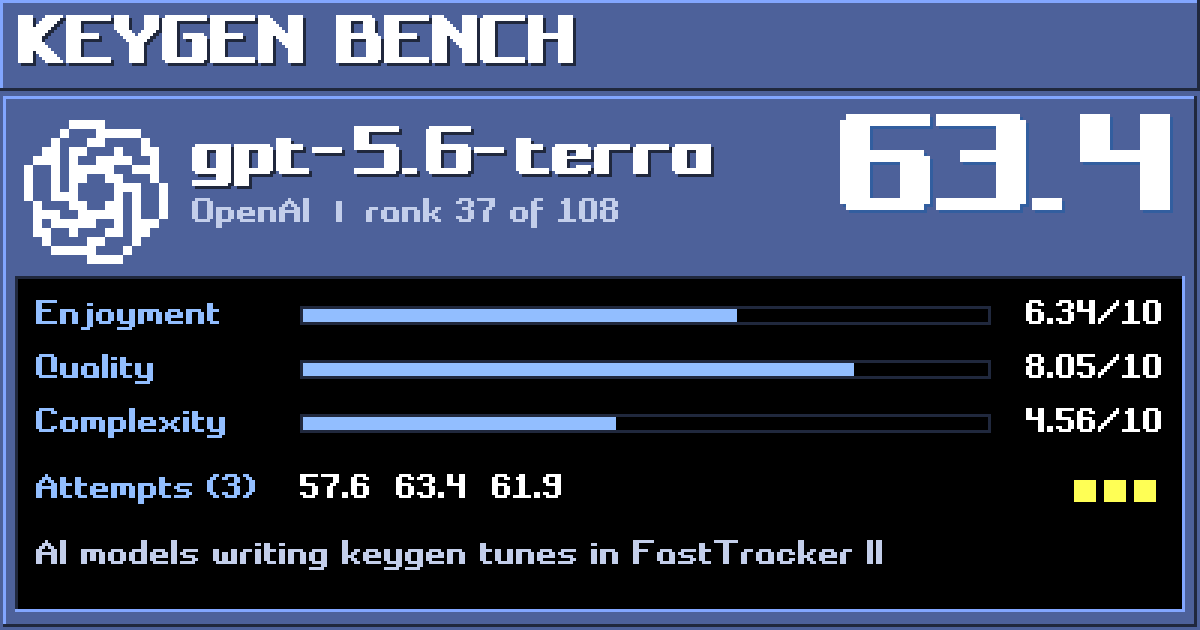 KEYGEN BENCH
gpt-5.6-terra
63.4
OpenAI | rank 37 of 108
Enjoyment 6.34/10
Quality 8.05/10
Complexity 4.56/10
Attempts (3) 57.6 63.4 61.9
AI models writing keygen tunes in FastTracker II